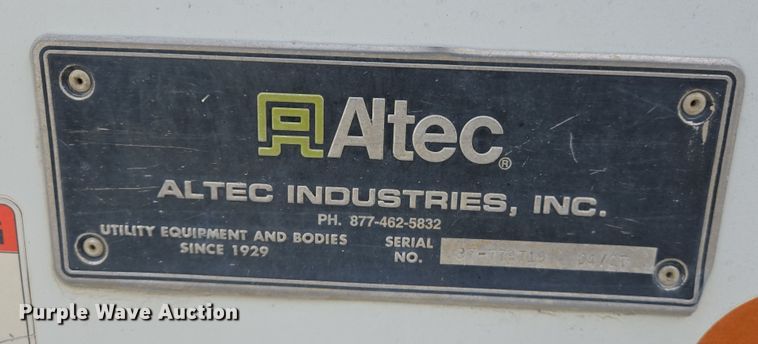 Altec®
ALTEC INDUSTRIES, INC.
PH. 877-462-5832
UTILITY EQUIPMENT AND BODIES
SINCE 1929
SERIAL
NO.
Purple Wave Auction